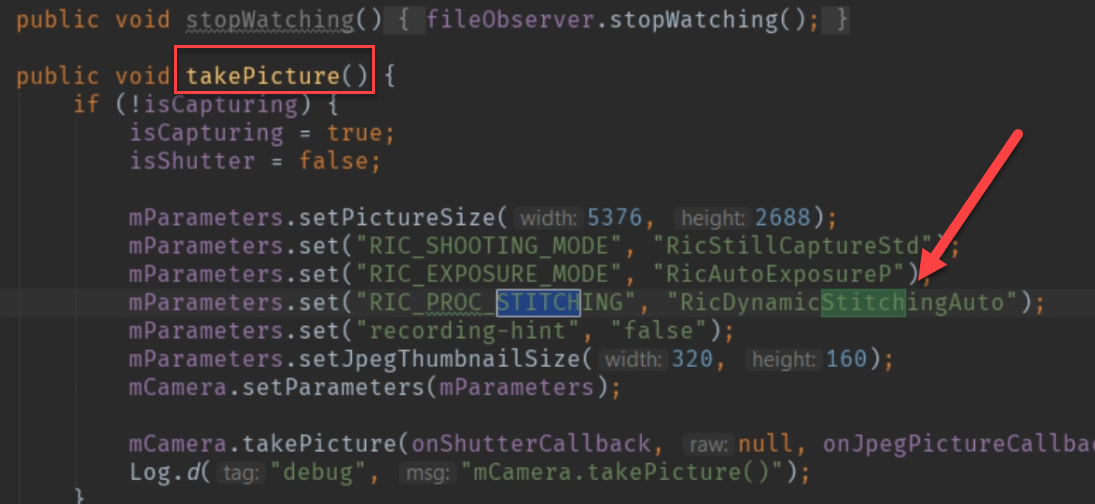 public void stopWatching() { fileObserver.stopWatching(); }
public void takePicture() {
if (!isCapturing) {
isCapturing = true;
isShutter = false;
mParameters.setPictureSize( width: 5376, height: 2688);
mParameters.set("RIC_SHOOTING_MODE", "RicStillCaptureStd");
mParameters.set("RIC_EXPOSURE_MODE", "RicAutoExposureP");
mParameters.set("RIC_PROC_STITCHING", "RicDynamicStitchingAuto");
mParameters.set("recording-hint", "false");
mParameters.setJpegThumbnailSize( width: 320, height: 160);
mCamera.setParameters(mParameters);
mCamera.takePicture(onShutterCallback, raw: null, onJpegPictureCallba
Log.d( tag: "debug", msg: "mCamera.takePicture()");
}